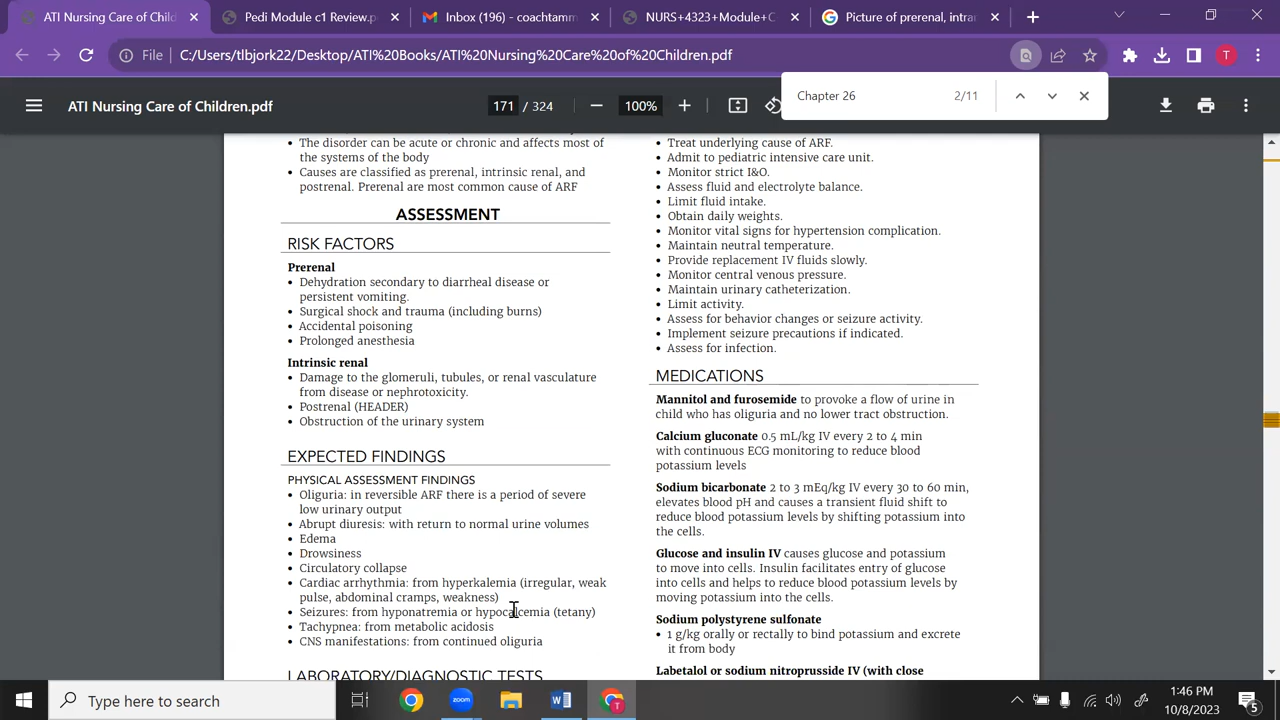 ATI Nursing Care of Child
Pedi Module c1 Review.p
Inbox (196) - coachtamm
NURS+4323+Module+C
Picture of prerenal, intrar
File
C:/Users/tlbjork22/Desktop/ATI%20Books/ATI%20Nursing%20Care%20of%20Children.pdf
T
Chapter 26
2/11
ATI Nursing Care of Children.pdf
171 / 324
100%
• The disorder can be acute or chronic and affects most of
the systems of the body
• Causes are classified as prerenal, intrinsic renal, and
postrenal. Prerenal are most common cause of ARF
ASSESSMENT
RISK FACTORS
Prerenal
• Dehydration secondary to diarrheal disease or
persistent vomiting.
• Surgical shock and trauma (including burns)
• Accidental poisoning
• Prolonged anesthesia
Intrinsic renal
• Damage to the glomeruli, tubules, or renal vasculature
from disease or nephrotoxicity.
• Postrenal (HEADER)
• Obstruction of the urinary system
EXPECTED FINDINGS
PHYSICAL ASSESSMENT FINDINGS
• Oliguria: in reversible ARF there is a period of severe
low urinary output
• Abrupt diuresis: with return to normal urine volumes
• Edema
• Drowsiness
• Circulatory collapse
• Cardiac arrhythmia: from hyperkalemia (irregular, weak
pulse, abdominal cramps, weakness)
• Seizures: from hyponatremia or hypocalcemia (tetany)
• Tachypnea: from metabolic acidosis
• CNS manifestations: from continued oliguria
LABORATORY/DIAGNOSTIC TESTS
Treat underlying cause of ARF.
• Admit to pediatric intensive care unit.
• Monitor strict I&O.
• Assess fluid and electrolyte balance.
• Limit fluid intake.
• Obtain daily weights.
• Monitor vital signs for hypertension complication.
• Maintain neutral temperature.
• Provide replacement IV fluids slowly.
• Monitor central venous pressure.
• Maintain urinary catheterization.
• Limit activity.
• Assess for behavior changes or seizure activity.
• Implement seizure precautions if indicated.
• Assess for infection.
MEDICATIONS
Mannitol and furosemide to provoke a flow of urine in
child who has oliguria and no lower tract obstruction.
Calcium gluconate 0.5 mL/kg IV every 2 to 4 min
with continuous ECG monitoring to reduce blood
potassium levels
Sodium bicarbonate 2 to 3 mEq/kg IV every 30 to 60 min,
elevates blood pH and causes a transient fluid shift to
reduce blood potassium levels by shifting potassium into
the cells.
Glucose and insulin IV causes glucose and potassium
to move into cells. Insulin facilitates entry of glucose
into cells and helps to reduce blood potassium levels by
moving potassium into the cells.
Sodium polystyrene sulfonate
• 1 g/kg orally or rectally to bind potassium and excrete
it from body
Labetalol or sodium nitroprusside IV (with close
Type here to search
zoom
1:46 PM
10/8/2023
5